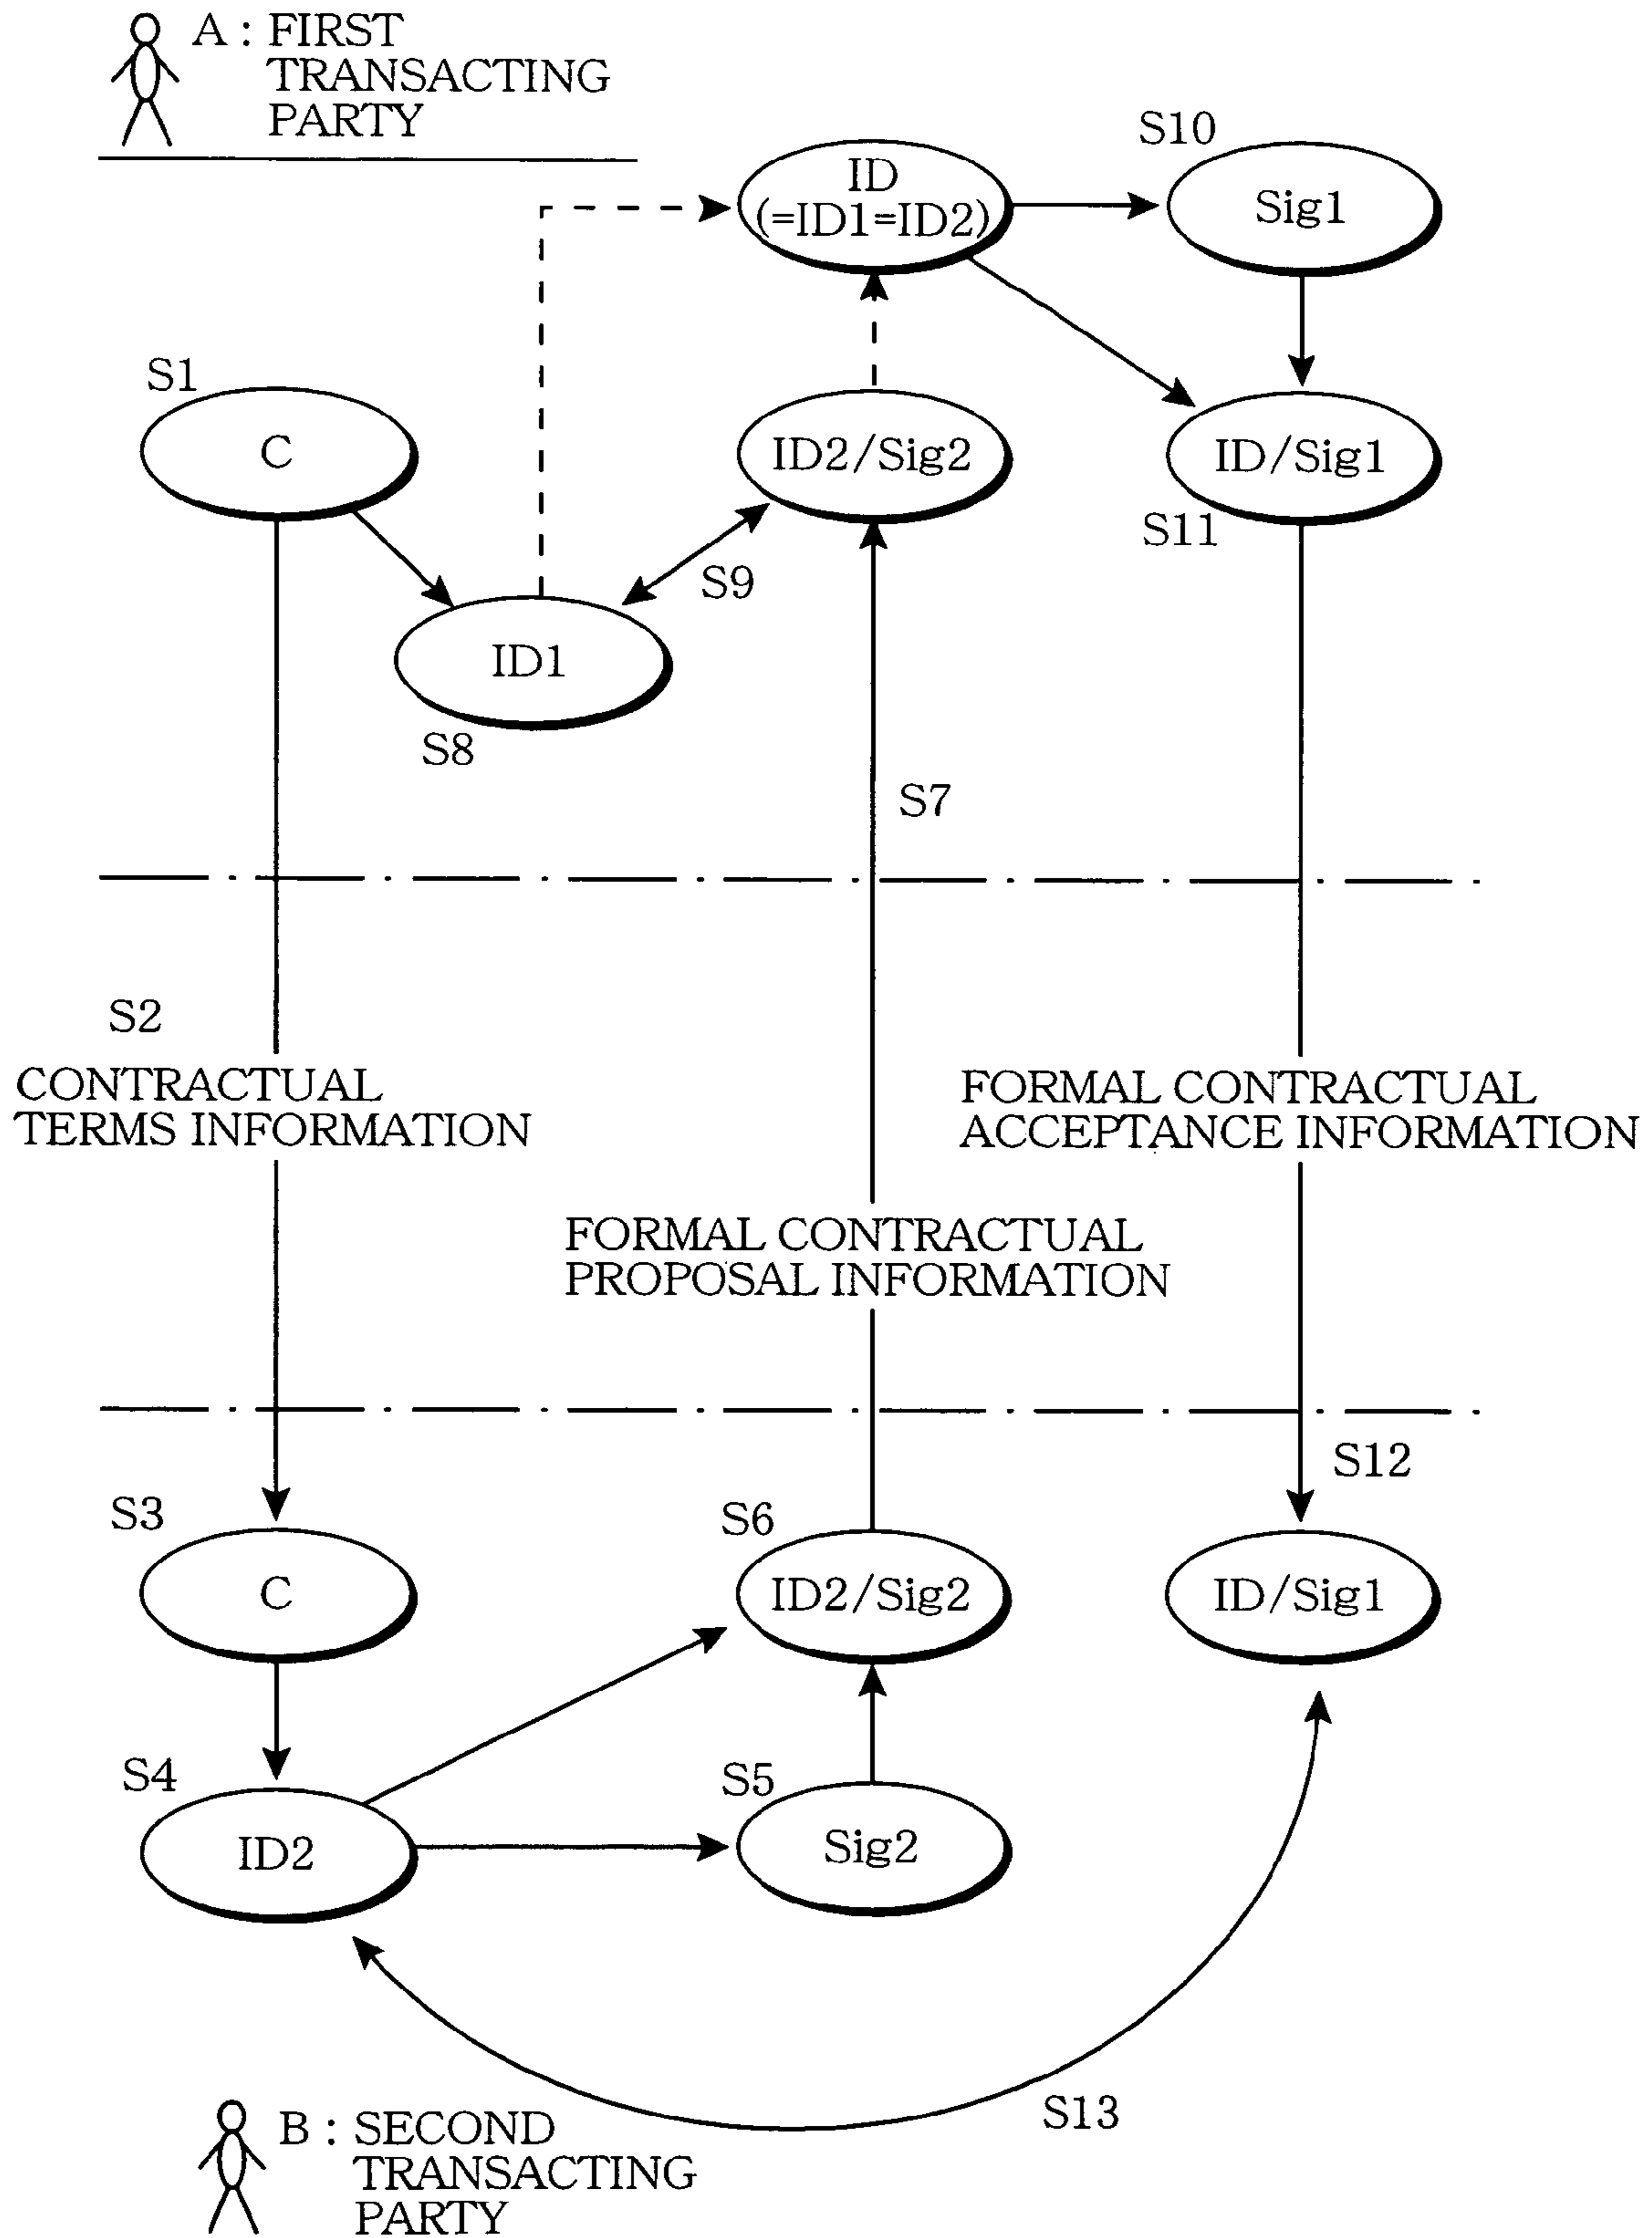 A : FIRST
TRANSACTING
PARTY
S10
ID
(=ID1=ID2)
Sig1
S1
C
ID2/Sig2
ID/Sig1
S11
S9
ID1
S8
S7
S2
CONTRACTUAL
TERMS INFORMATION
FORMAL CONTRACTUAL
ACCEPTANCE INFORMATION
FORMAL CONTRACTUAL
PROPOSAL INFORMATION
S12
S3
S6
C
ID2/Sig2
ID/Sig1
S4
S5
ID2
Sig2
S13
B : SECOND
TRANSACTING
PARTY